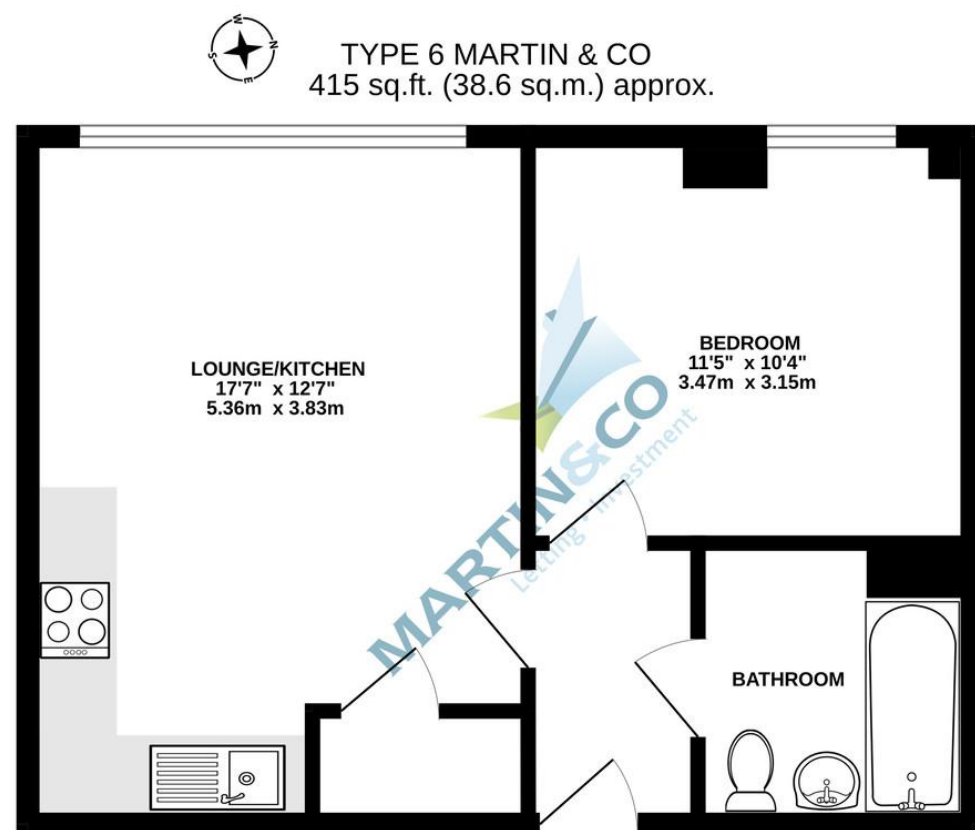 W
N
S
E
TYPE 6 MARTIN & CO
415 sq.ft. (38.6 sq.m.) approx.
BEDROOM
11'5" x 10'4"
3.47m x 3.15m
LOUNGE/KITCHEN
17'7" x 12'7"
5.36m x 3.83m
MARTIN&CO
Letting · Investment
BATHROOM